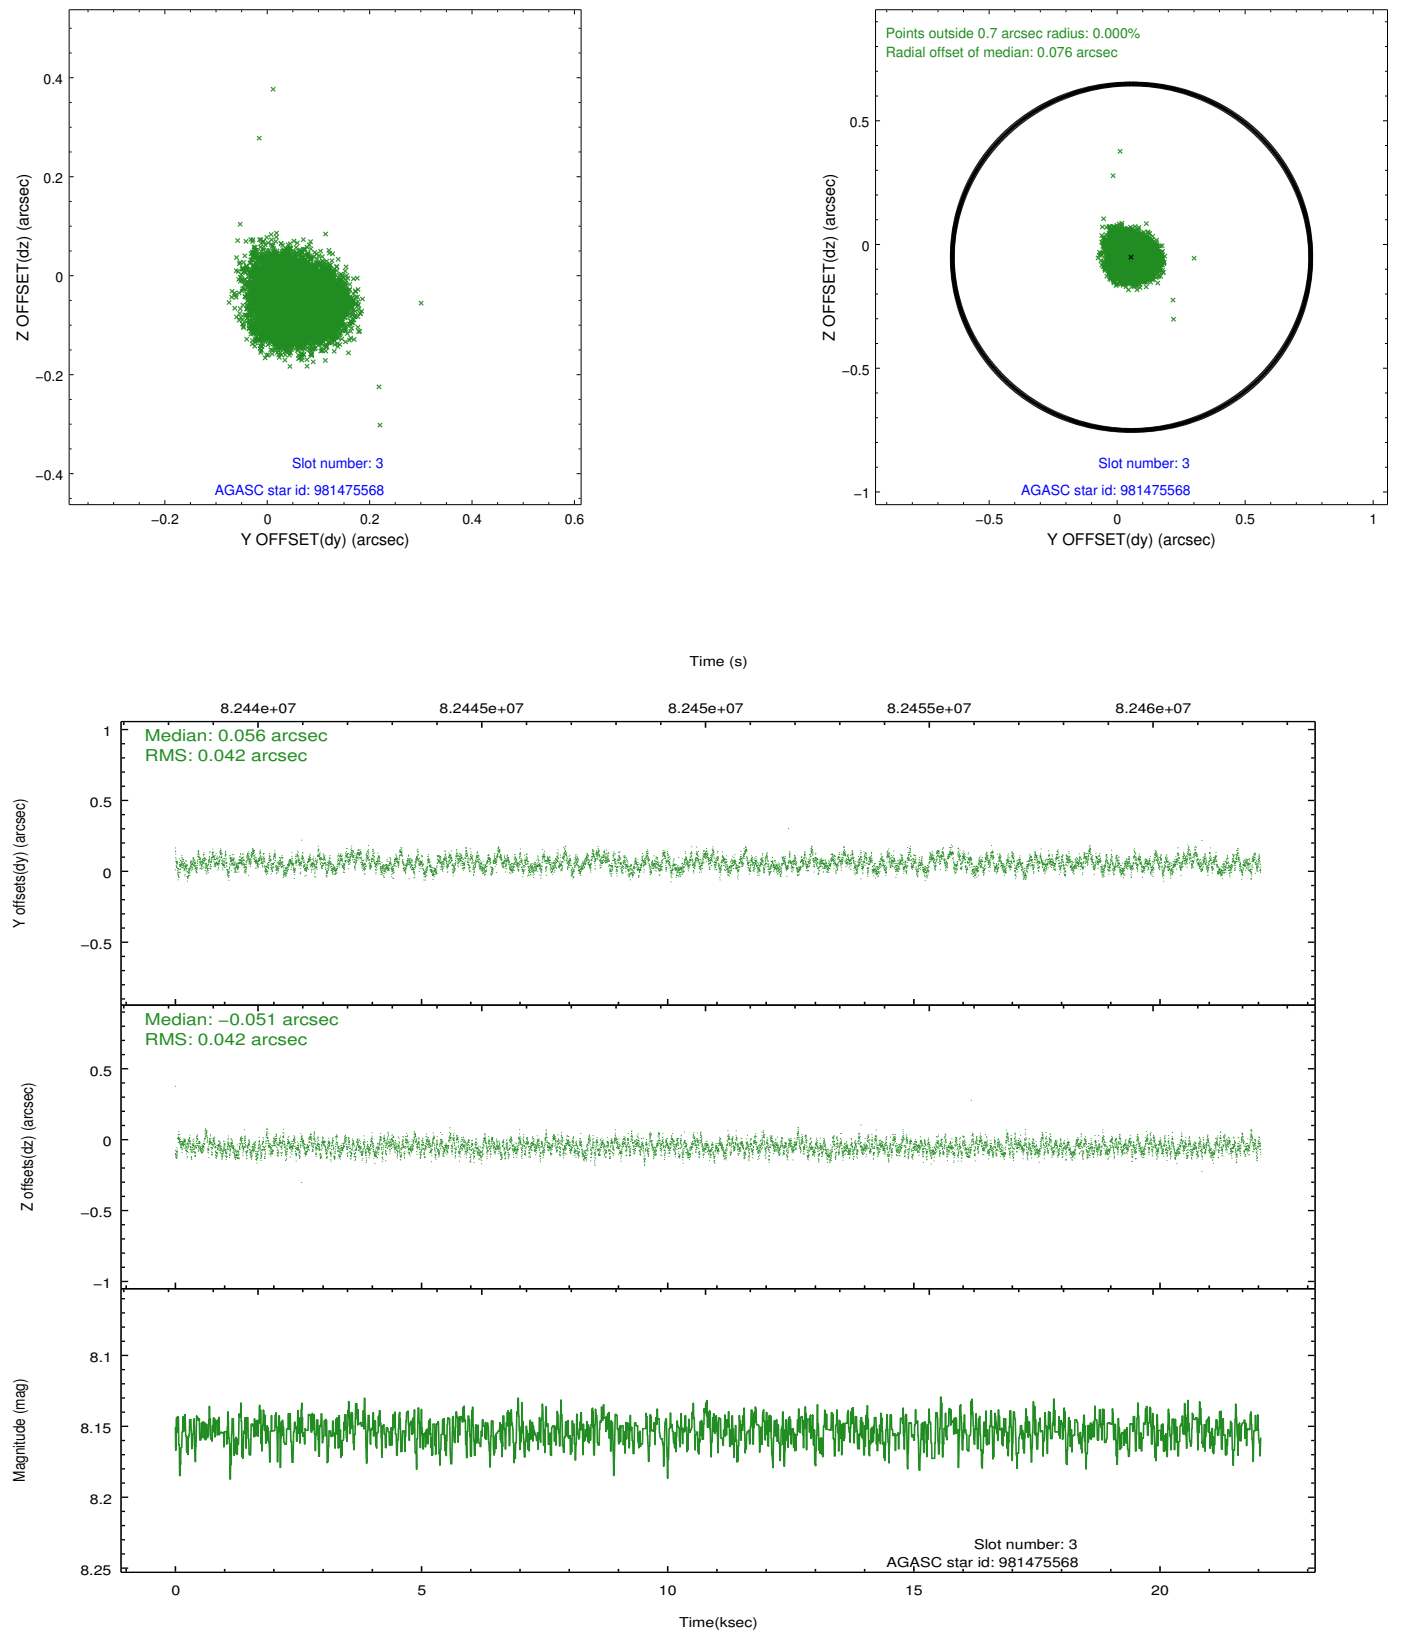 0.4
0.2
0
−0.2
−0.4
Z OFFSET(dz) (arcsec)
Slot number: 3
AGASC star id: 981475568
−0.2
0
0.2
0.4
0.6
Y OFFSET(dy) (arcsec)
Points outside 0.7 arcsec radius: 0.000%
Radial offset of median: 0.076 arcsec
0.5
0
−0.5
−1
Z OFFSET(dz) (arcsec)
Slot number: 3
AGASC star id: 981475568
−0.5
0
0.5
1
Y OFFSET(dy) (arcsec)
Time (s)
8.244e+07
8.2445e+07
8.245e+07
8.2455e+07
8.246e+07
Median: 0.056 arcsec
RMS: 0.042 arcsec
1
0.5
0
−0.5
Y offsets(dy) (arcsec)
Median: −0.051 arcsec
RMS: 0.042 arcsec
0.5
0
−0.5
−1
Z offsets(dz) (arcsec)
8.1
8.15
8.2
8.25
Magnitude (mag)
Slot number: 3
AGASC star id: 981475568
0
5
10
15
20
Time(ksec)